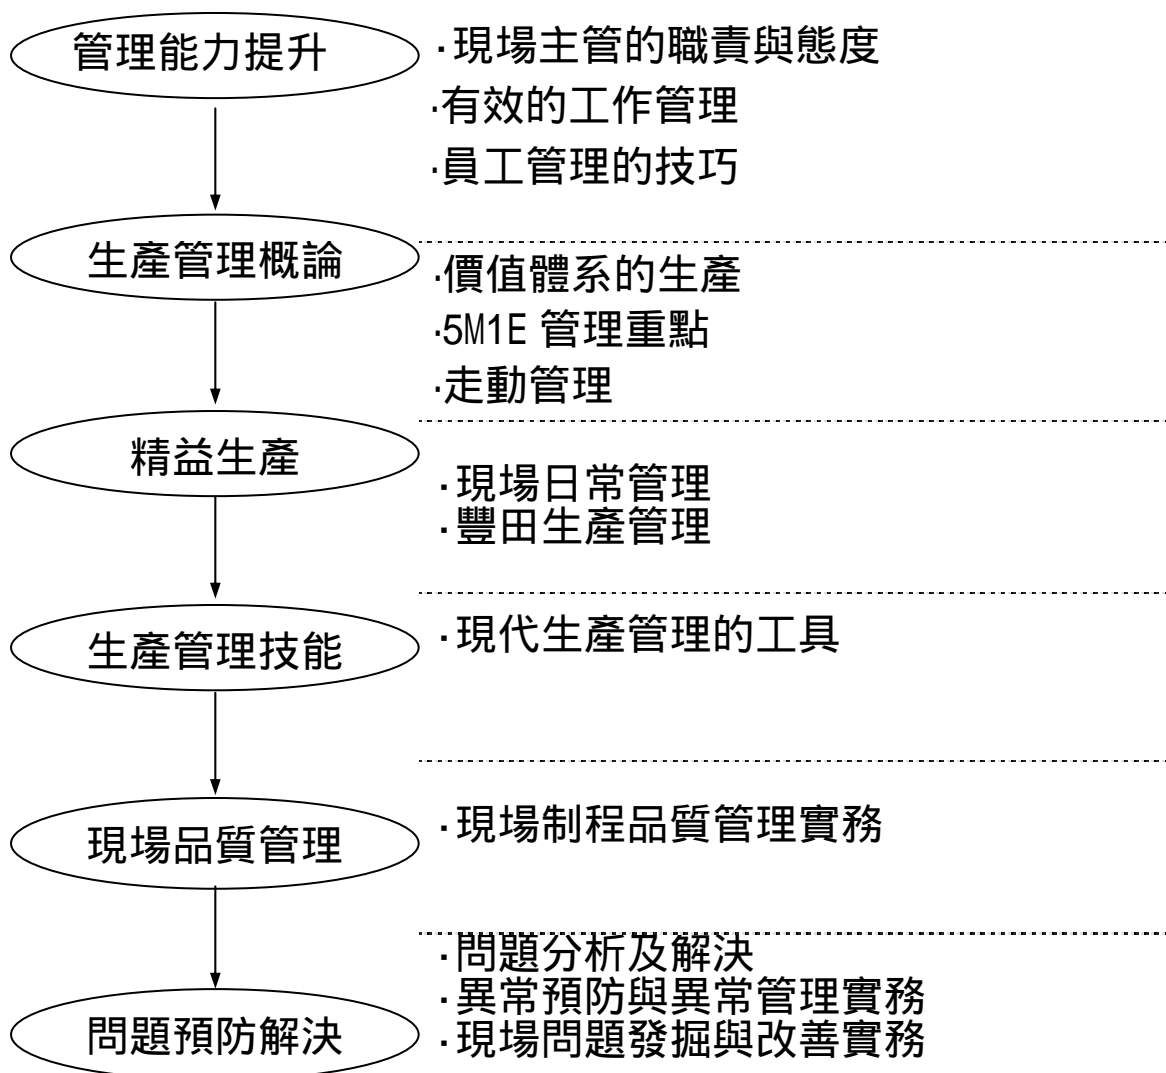 管理能力提升
·現場主管的職責與態度
·有效的工作管理
·員工管理的技巧
生產管理概論
·價值體系的生產
·5M1E 管理重點
·走動管理
精益生產
·現場日常管理
·豐田生產管理
生產管理技能
·現代生產管理的工具
現場品質管理
·現場制程品質管理實務
問題預防解決
·問題分析及解決
·異常預防與異常管理實務
·現場問題發掘與改善實務